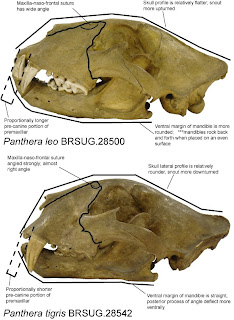 Maxilla-naso-frontal suture
has wide angle
Skull profile is relatively flatter; snout
more upturned
Proportionally longer
pre-canine portion of
premaxillar
Ventral margin of mandible is more
rounded; ***mandibles rock back
and forth when placed on an even
surface
Panthera leo BRSUG.28500
Maxillary-naso-frontal suture
angled strongly; almost
right angle
Skull lateral profile is relatively
rounder, snout more downturned
Proportionally shorter
pre-canine portion of
premaxillar
Ventral margin of mandible is straight;
posterior process of angle deflect more
ventrally
Panthera tigris BRSUG.28542